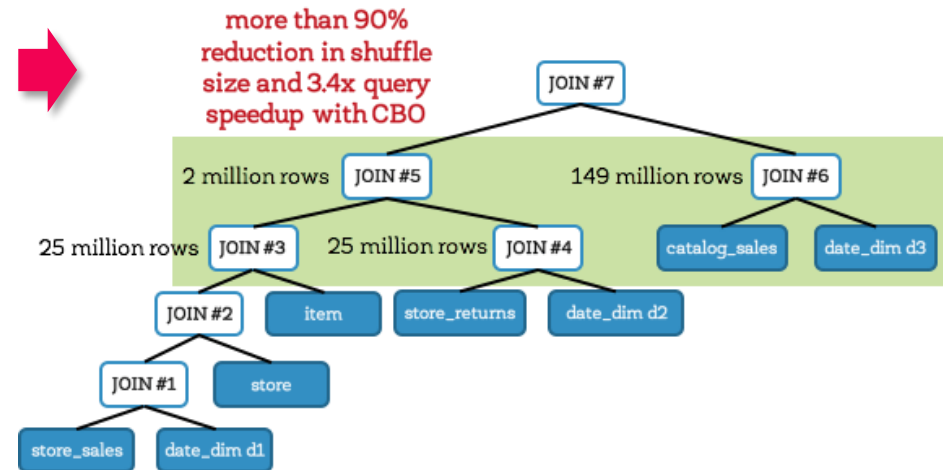 more than 90%
reduction in shuffle
size and 3.4x query
speedup with CBO
JOIN #7
2 million rows
JOIN #5
149 million rows
JOIN #6
25 million rows
JOIN #3
25 million rows
JOIN #4
catalog_sales
date_dim d3
JOIN #2
item
store_returns
date_dim d2
JOIN #1
store
store_sales
date_dim d1